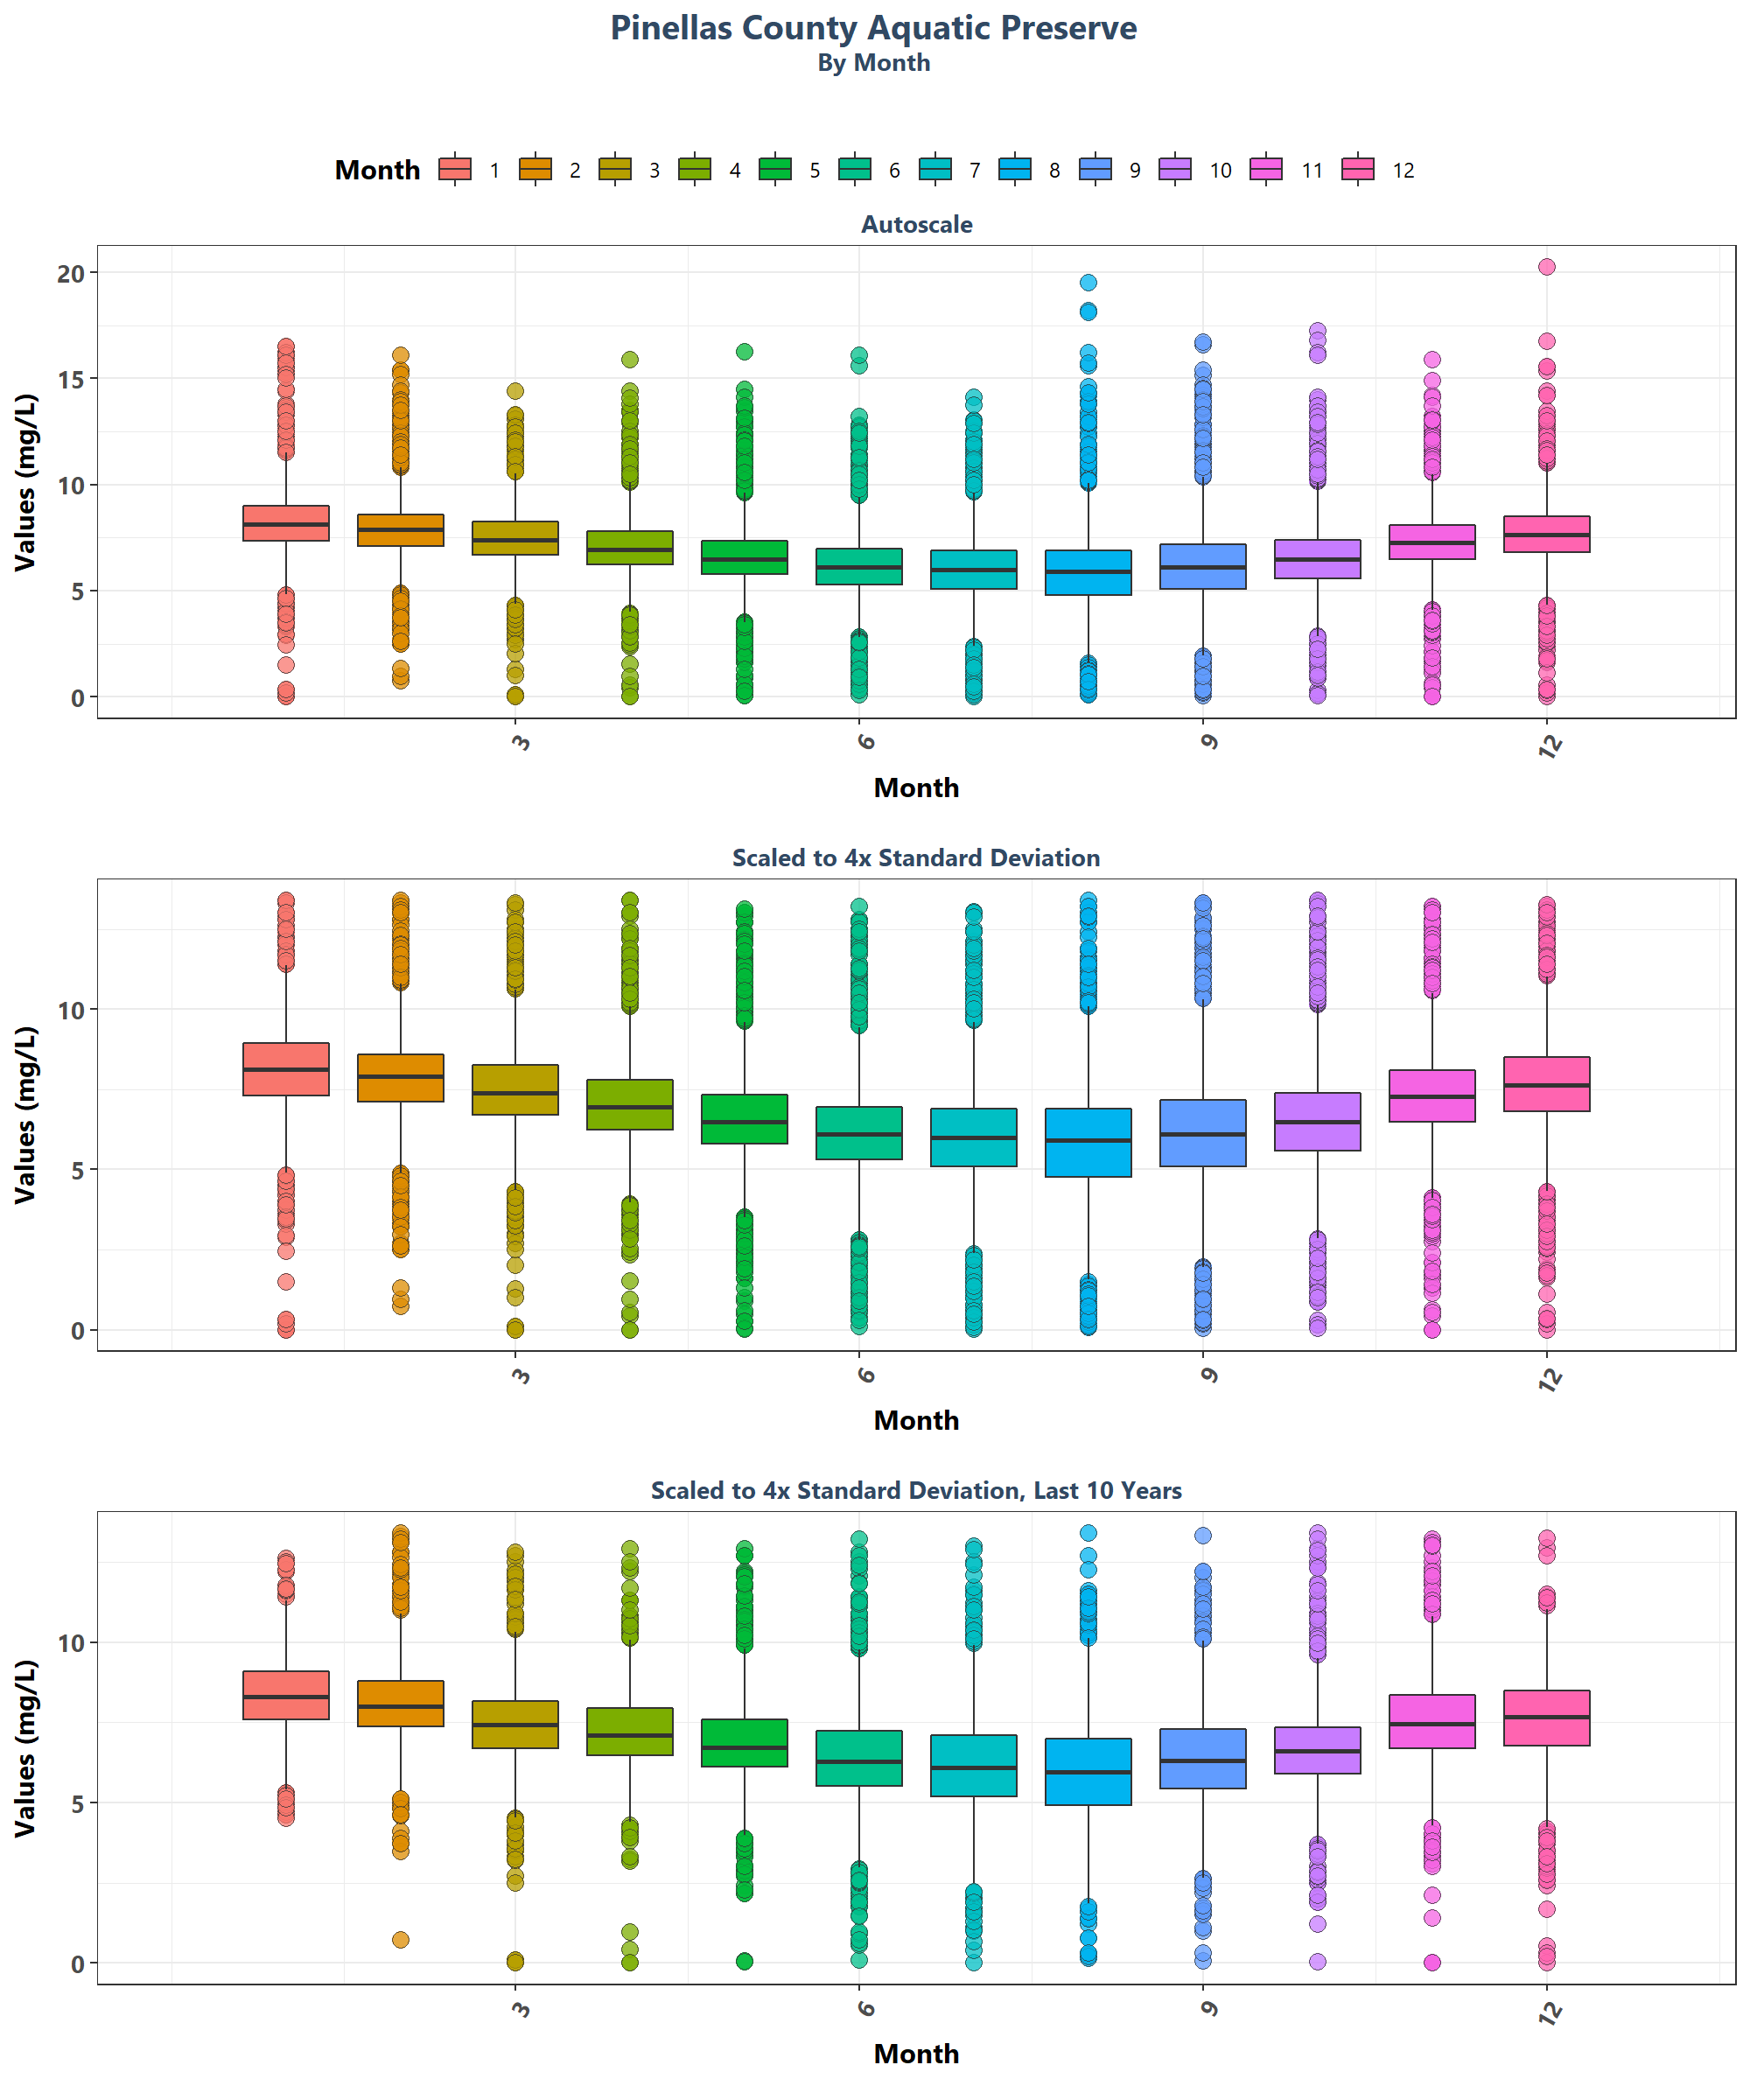 Pinellas County Aquatic Preserve
By Month
Month 1 2 3 4 5 6 7 8 9 10 11 12
Autoscale
Values (mg/L)
20
15
10
5
0
3 6 9 12
Month
Scaled to 4x Standard Deviation
Values (mg/L)
10
5
0
3 6 9 12
Month
Scaled to 4x Standard Deviation, Last 10 Years
Values (mg/L)
10
5
0
3 6 9 12
Month